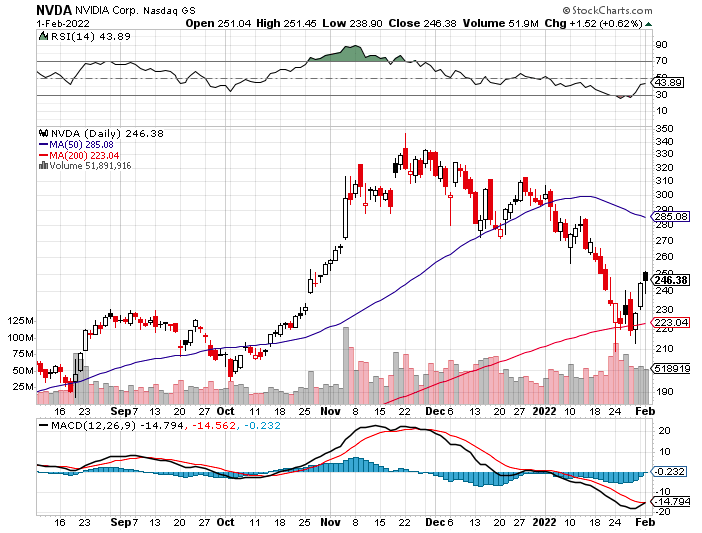 NVDA NVIDIA Corp. Nasdaq GS © StockCharts.com
1-Feb-2022 Open 251.04 High 251.45 Low 238.90 Close 246.38 Volume 51.9M Chg +1.52 (+0.62%)
RSI(14) 43.89
90
70
50
43.89
30
10
NVDA (Daily) 246.38
MA(50) 285.08
MA(200) 223.04
Volume 51,891,916
350
340
330
320
310
300
290
285.08
280
270
260
250
246.38
240
230
223.04
220
210
200
190
518919
125M
100M
75M
50M
25M
16 23 Sep 7 13 20 27 Oct 11 18 25 Nov 8 15 22 Dec 6 13 20 27 2022 10 18 24 Feb
MACD(12,26,9) -14.794, -14.562, -0.232
20
10
-0.232
-10
-14.794
-20
16 23 Sep 7 13 20 27 Oct 11 18 25 Nov 8 15 22 Dec 6 13 20 27 2022 10 18 24 Feb